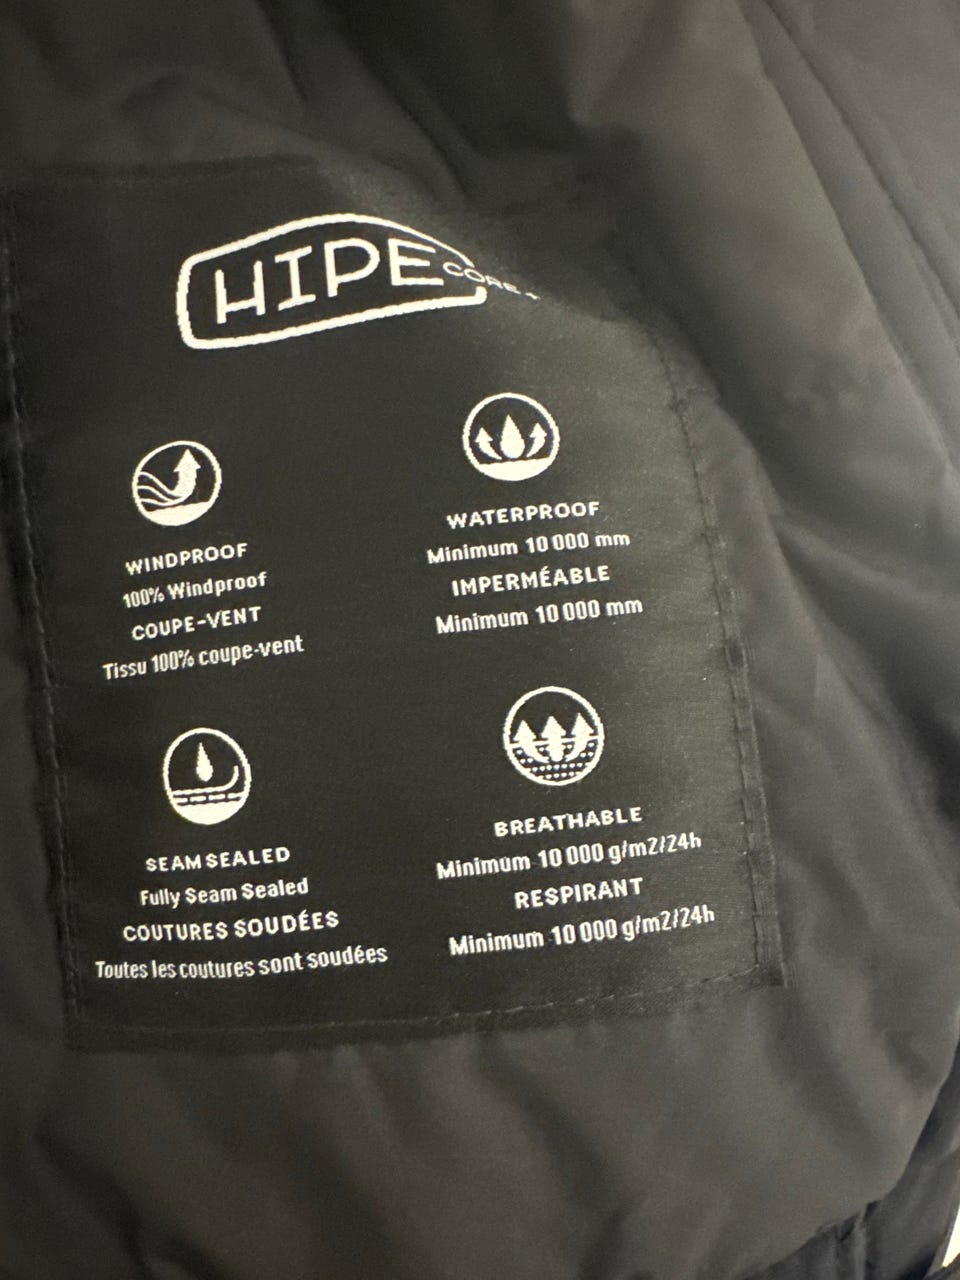 HIPE CORE+
WINDPROOF
100% Windproof
COUPE-VENT
Tissu 100% coupe-vent
WATERPROOF
Minimum 10 000 mm
IMPERMÉABLE
Minimum 10 000 mm
SEAM SEALED
Fully Seam Sealed
COUTURES SOUDÉES
Toutes les coutures sont soudées
BREATHABLE
Minimum 10 000 g/m2/24h
RESPIRANT
Minimum 10 000 g/m2/24h